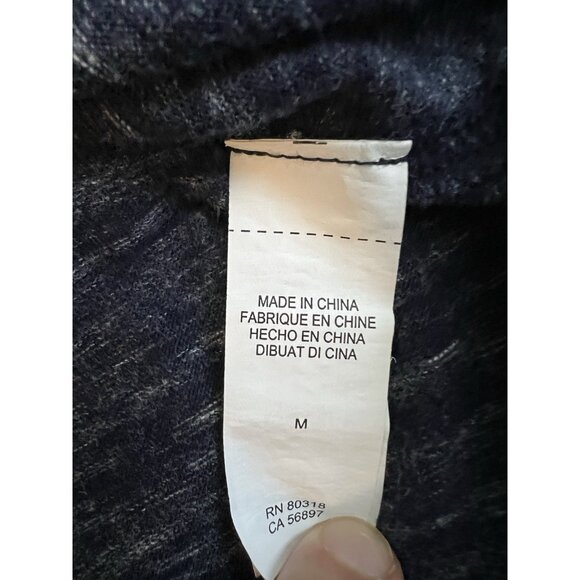 MADE IN CHINA
FABRIQUE EN CHINE
HECHO EN CHINA
DIBUAT DI CINA
M
RN 80318
CA 56897